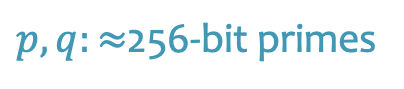 p, q: ≈256-bit primes